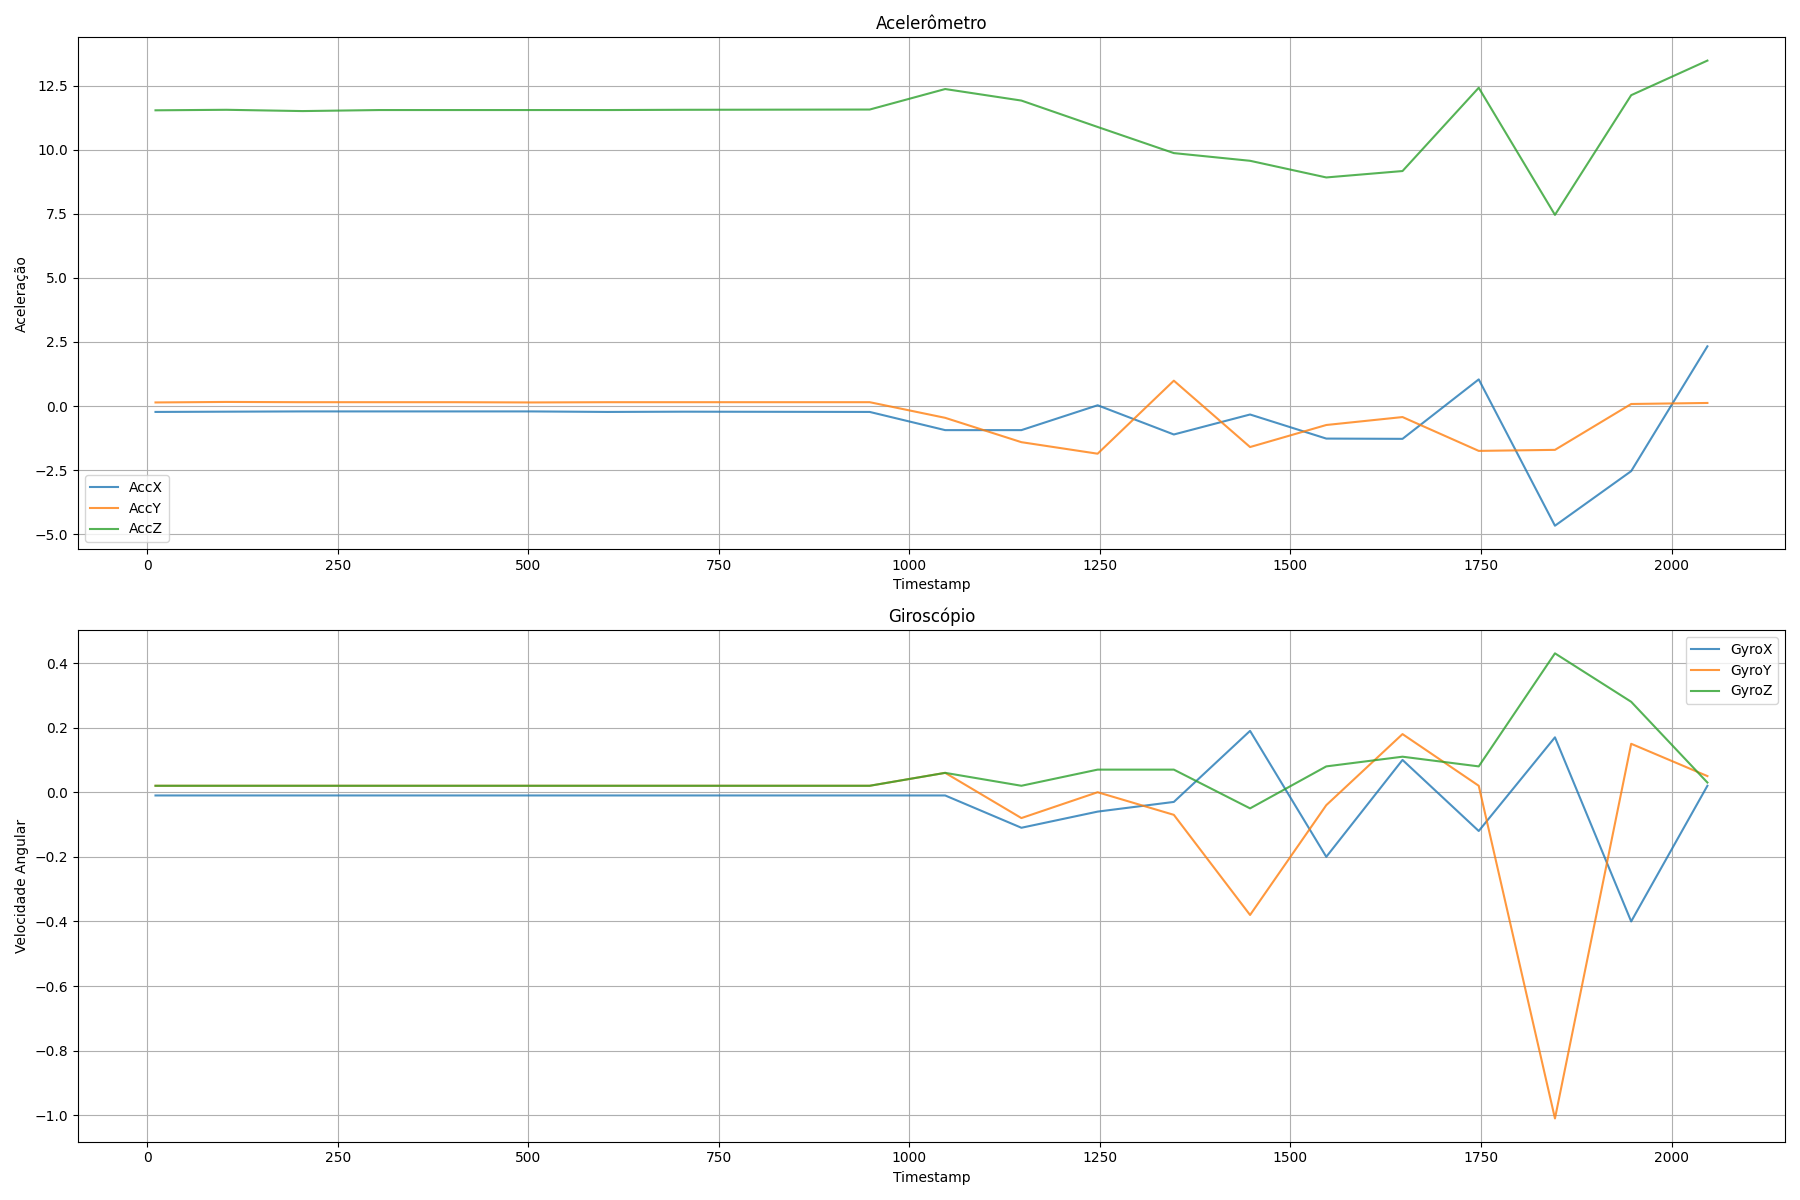 Acelerômetro
12.5
10.0
7.5
5.0
2.5
0.0
−2.5
−5.0
Aceleração
AccX
AccY
AccZ
0 250 500 750 1000 1250 1500 1750 2000
Timestamp
Giroscópio
0.4
0.2
0.0
−0.2
−0.4
−0.6
−0.8
−1.0
Velocidade Angular
GyroX
GyroY
GyroZ
0 250 500 750 1000 1250 1500 1750 2000
Timestamp